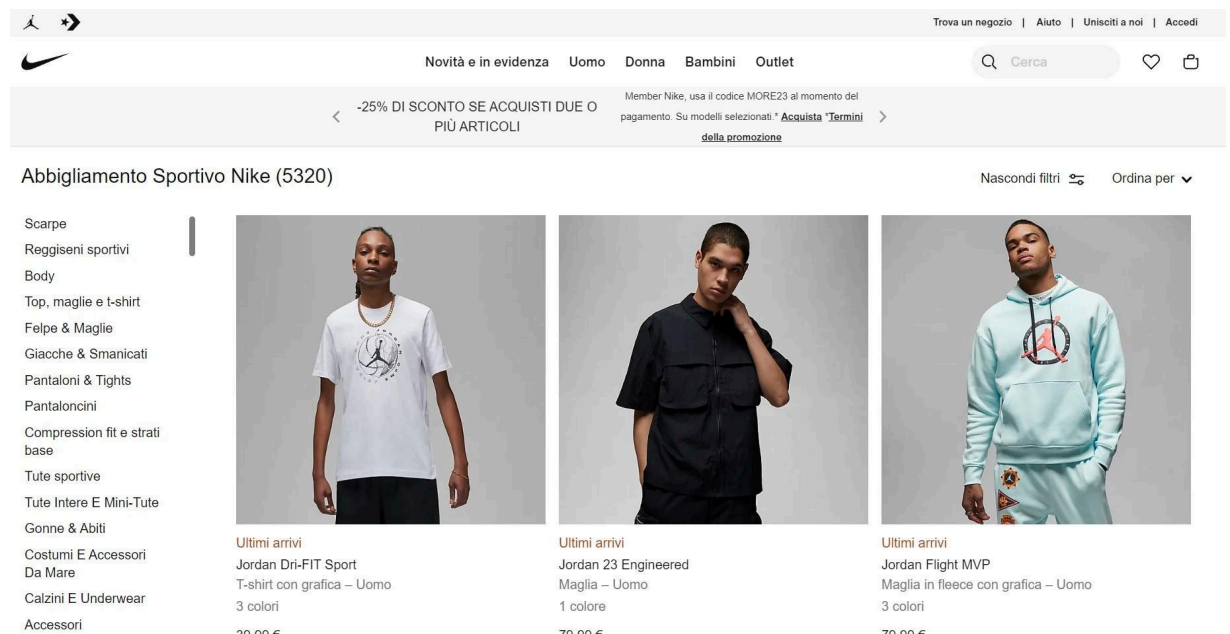 Trova un negozio | Aiuto | Unisciti a noi | Accedi
Novità e in evidenza Uomo Donna Bambini Outlet
Cerca
-25% DI SCONTO SE ACQUISTI DUE O
PIÙ ARTICOLI
Member Nike, usa il codice MORE23 al momento del
pagamento. Su modelli selezionati.* Acquista *Termini
della promozione
Abbigliamento Sportivo Nike (5320)
Nascondi filtri
Ordina per
Scarpe
Reggiseni sportivi
Body
Top, maglie e t-shirt
Felpe & Maglie
Giacche & Smanicati
Pantaloni & Tights
Pantaloncini
Compression fit e strati
base
Tute sportive
Tute Intere E Mini-Tute
Gonne & Abiti
Costumi E Accessori
Da Mare
Calzini E Underwear
Accessori
Ultimi arrivi
Jordan Dri-FIT Sport
T-shirt con grafica – Uomo
3 colori
Ultimi arrivi
Jordan 23 Engineered
Maglia – Uomo
1 colore
Ultimi arrivi
Jordan Flight MVP
Maglia in fleece con grafica – Uomo
3 colori